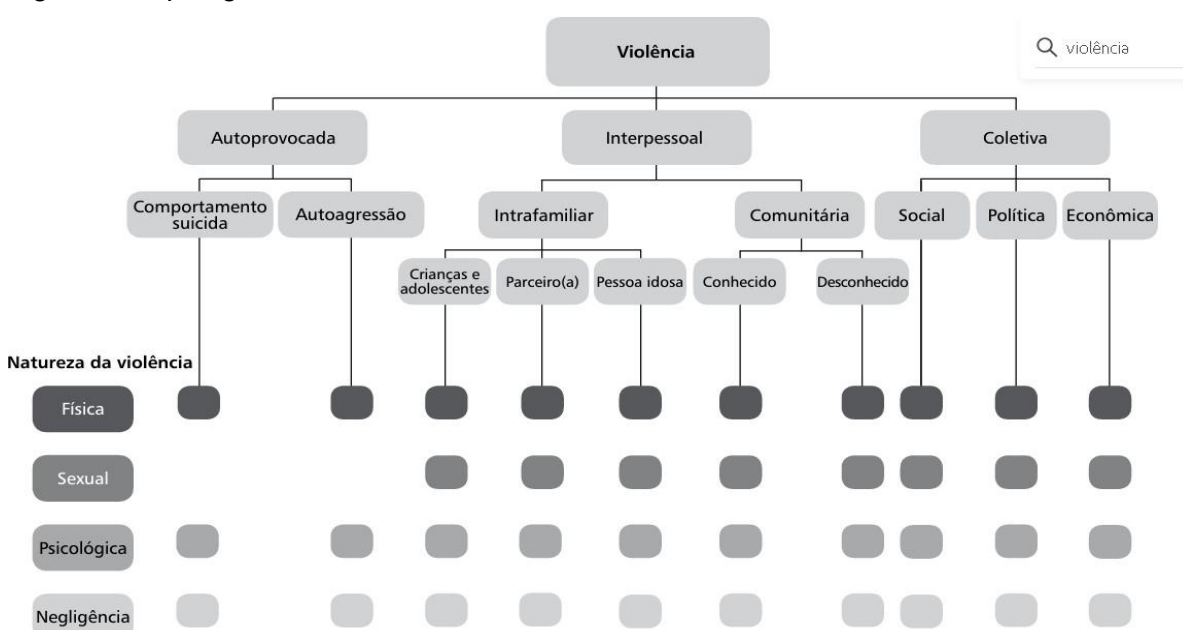 Violência
violência
Autoprovocada
Interpessoal
Coletiva
Comportamento
suicida
Autoagressão
Intrafamiliar
Comunitária
Social
Política
Econômica
Crianças e
adolescentes
Parceiro(a)
Pessoa idosa
Conhecido
Desconhecido
Natureza da violência
Física
Sexual
Psicológica
Negligência